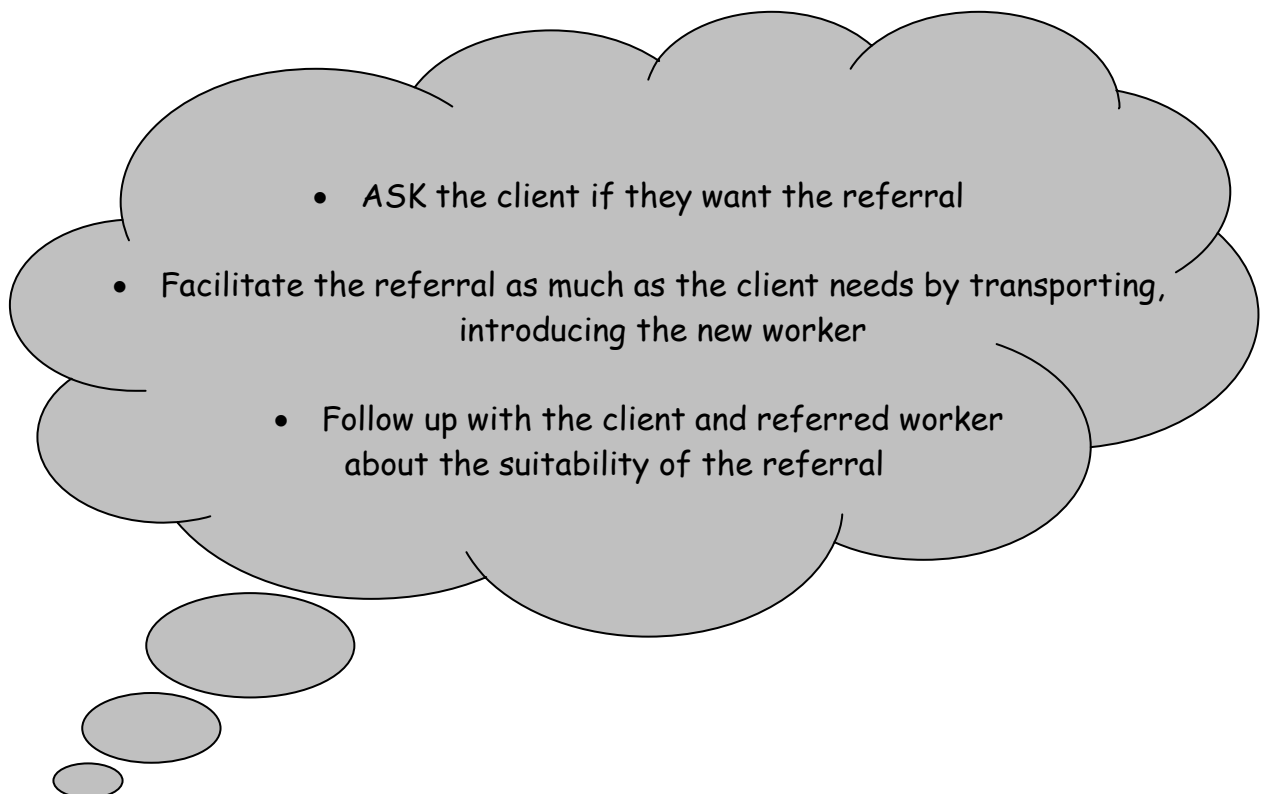 • ASK the client if they want the referral
• Facilitate the referral as much as the client needs by transporting,
introducing the new worker
• Follow up with the client and referred worker
about the suitability of the referral